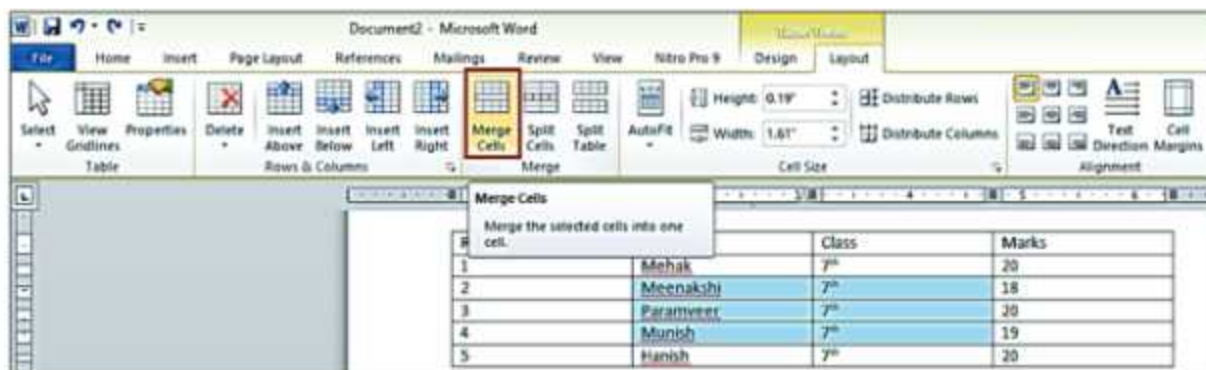 Document2 - Microsoft Word
File Home Insert Page Layout References Mailings Review View Nitro Pro 9 Design Layout
Select View Gridlines Properties Delete Insert Above Insert Below Insert Left Insert Right Merge Cells Split Cells Split Table AutoFit Height: 0.19" Width: 1.61" Distribute Rows Distribute Columns Text Direction Cell Margins
Table Rows & Columns Merge Cell Size Alignment
3 4 5 6
Merge Cells
Merge the selected cells into one
cell.
R Class Marks
1 Mehak 7th 20
2 Meenakshi 7th 18
3 Paramveer 7th 20
4 Munish 7th 19
5 Hanish 7th 20